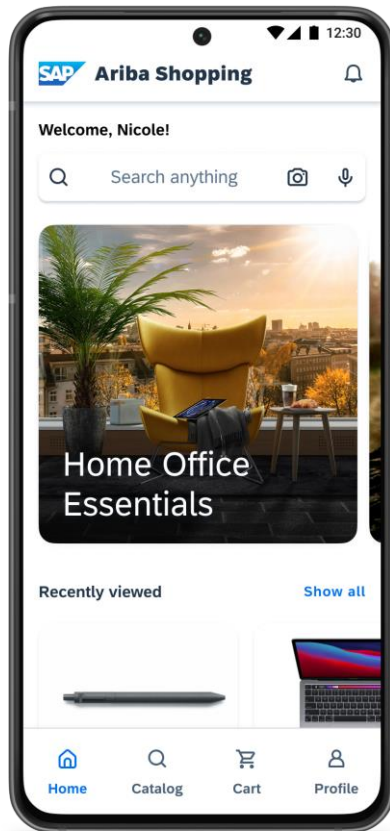 12:30
SAP Ariba Shopping
Welcome, Nicole!
Search anything
Home Office
Essentials
Recently viewed Show all
Home Catalog Cart Profile